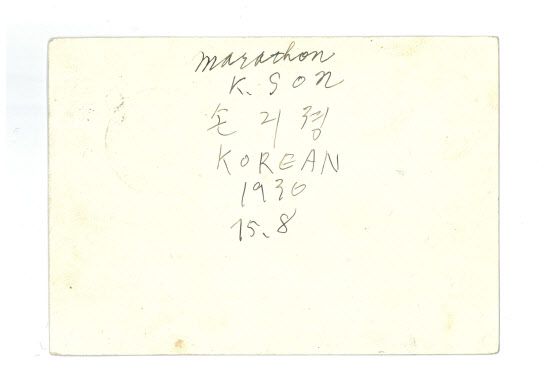 marathon
K. SON
손 긔 졍
KOREAN
1936
15. 8